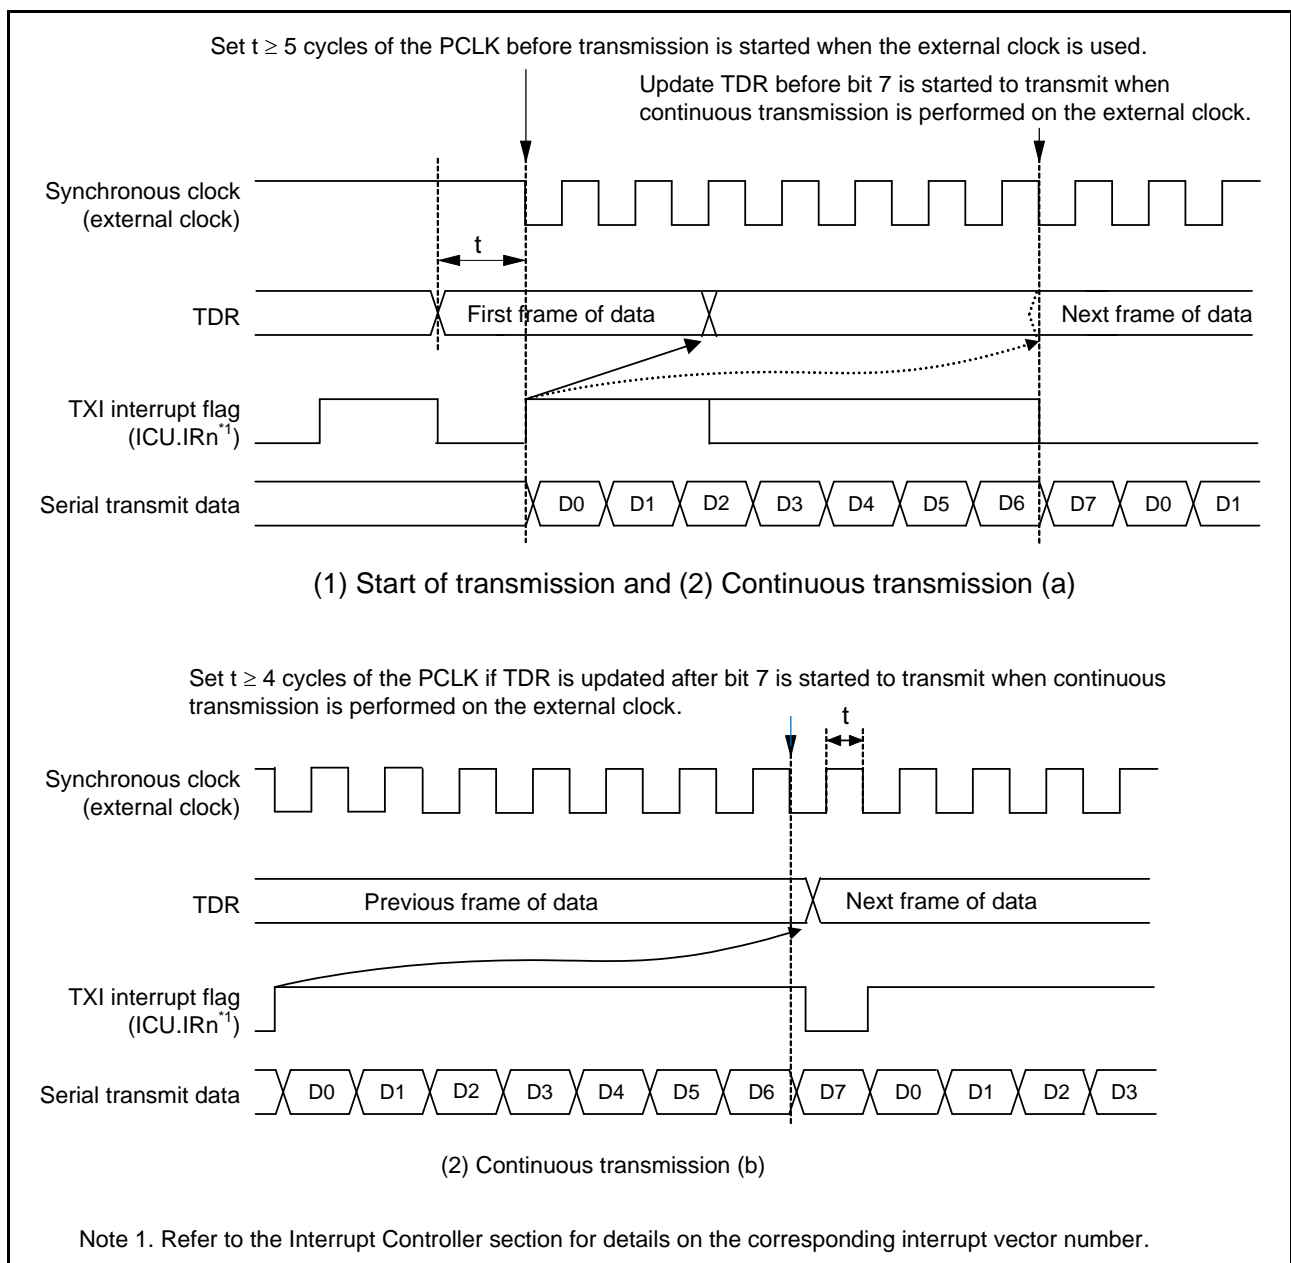 Set t ≥ 5 cycles of the PCLK before transmission is started when the external clock is used.
Update TDR before bit 7 is started to transmit when
continuous transmission is performed on the external clock.
Synchronous clock
(external clock)
t
TDR
First frame of data
Next frame of data
TXI interrupt flag
(ICU.IRn*1)
Serial transmit data
D0 D1 D2 D3 D4 D5 D6 D7 D0 D1
(1) Start of transmission and (2) Continuous transmission (a)
Set t ≥ 4 cycles of the PCLK if TDR is updated after bit 7 is started to transmit when continuous
transmission is performed on the external clock.
t
Synchronous clock
(external clock)
TDR
Previous frame of data
Next frame of data
TXI interrupt flag
(ICU.IRn*1)
Serial transmit data
D0 D1 D2 D3 D4 D5 D6 D7 D0 D1 D2 D3
(2) Continuous transmission (b)
Note 1. Refer to the Interrupt Controller section for details on the corresponding interrupt vector number.